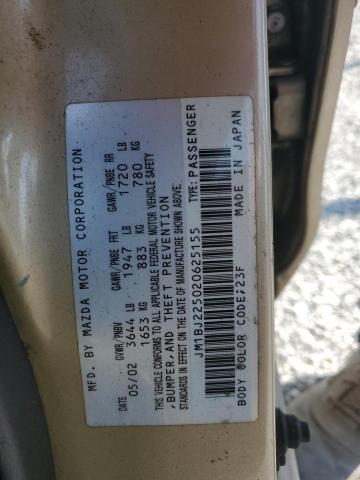 MFD. BY MAZDA MOTOR CORPORATION
DATE GVWR/PNBV GAWR/PNBE FRT GAWR/PNBE RR
05/02 3644 LB 1947 LB 1720 LB
1653 KG 883 KG 780 KG
THIS VEHICLE CONFORMS TO ALL APPLICABLE FEDERAL MOTOR VEHICLE SAFETY
,BUMPER,AND THEFT PREVENTION
STANDARDS IN EFFECT ON THE DATE OF MANUFACTURE SHOWN ABOVE.
JM1BJ225020625155 TYPE:PASSENGER
BODY COLOR CODE;23F MADE IN JAPAN